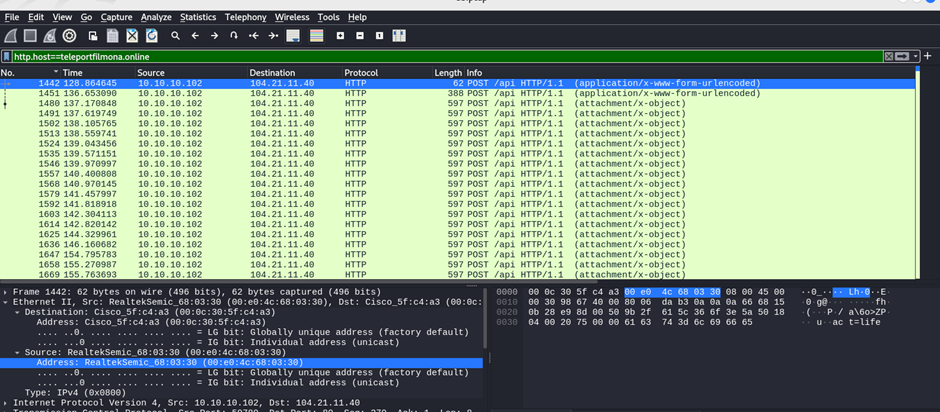 File Edit View Go Capture Analyze Statistics Telephony Wireless Tools Help
http.host==teleportfilmona.online
No. Time Source Destination Protocol Length Info
1442 128.864645 10.10.10.102 104.21.11.40 HTTP 62 POST /api HTTP/1.1 (application/x-www-form-urlencoded)
1451 136.653090 10.10.10.102 104.21.11.40 HTTP 388 POST /api HTTP/1.1 (application/x-www-form-urlencoded)
1480 137.170848 10.10.10.102 104.21.11.40 HTTP 597 POST /api HTTP/1.1 (attachment/x-object)
1491 137.619749 10.10.10.102 104.21.11.40 HTTP 597 POST /api HTTP/1.1 (attachment/x-object)
1502 138.105765 10.10.10.102 104.21.11.40 HTTP 597 POST /api HTTP/1.1 (attachment/x-object)
1513 138.559741 10.10.10.102 104.21.11.40 HTTP 597 POST /api HTTP/1.1 (attachment/x-object)
1524 139.043456 10.10.10.102 104.21.11.40 HTTP 597 POST /api HTTP/1.1 (attachment/x-object)
1535 139.571151 10.10.10.102 104.21.11.40 HTTP 597 POST /api HTTP/1.1 (attachment/x-object)
1546 139.970997 10.10.10.102 104.21.11.40 HTTP 597 POST /api HTTP/1.1 (attachment/x-object)
1557 140.400808 10.10.10.102 104.21.11.40 HTTP 597 POST /api HTTP/1.1 (attachment/x-object)
1568 140.970145 10.10.10.102 104.21.11.40 HTTP 597 POST /api HTTP/1.1 (attachment/x-object)
1579 141.457997 10.10.10.102 104.21.11.40 HTTP 597 POST /api HTTP/1.1 (attachment/x-object)
1592 141.818918 10.10.10.102 104.21.11.40 HTTP 597 POST /api HTTP/1.1 (attachment/x-object)
1603 142.304113 10.10.10.102 104.21.11.40 HTTP 597 POST /api HTTP/1.1 (attachment/x-object)
1614 142.820142 10.10.10.102 104.21.11.40 HTTP 597 POST /api HTTP/1.1 (attachment/x-object)
1625 144.329961 10.10.10.102 104.21.11.40 HTTP 597 POST /api HTTP/1.1 (attachment/x-object)
1636 146.160682 10.10.10.102 104.21.11.40 HTTP 597 POST /api HTTP/1.1 (attachment/x-object)
1647 154.795783 10.10.10.102 104.21.11.40 HTTP 597 POST /api HTTP/1.1 (attachment/x-object)
1658 155.270987 10.10.10.102 104.21.11.40 HTTP 597 POST /api HTTP/1.1 (attachment/x-object)
1669 155.763693 10.10.10.102 104.21.11.40 HTTP 597 POST /api HTTP/1.1 (attachment/x-object)
Frame 1442: 62 bytes on wire (496 bits), 62 bytes captured (496 bits)
Ethernet II, Src: RealtekSemic_68:03:30 (00:e0:4c:68:03:30), Dst: Cisco_5f:c4:a3 (00:0c:
Destination: Cisco_5f:c4:a3 (00:0c:30:5f:c4:a3)
Address: Cisco_5f:c4:a3 (00:0c:30:5f:c4:a3)
.... ..0. .... .... .... .... = LG bit: Globally unique address (factory default)
.... ...0 .... .... .... .... = IG bit: Individual address (unicast)
Source: RealtekSemic_68:03:30 (00:e0:4c:68:03:30)
Address: RealtekSemic_68:03:30 (00:e0:4c:68:03:30)
.... ..0. .... .... .... .... = LG bit: Globally unique address (factory default)
.... ...0 .... .... .... .... = IG bit: Individual address (unicast)
Type: IPv4 (0x0800)
Internet Protocol Version 4, Src: 10.10.10.102, Dst: 104.21.11.40
0000 00 0c 30 5f c4 a3 00 e0 4c 68 03 30 08 00 45 00 ··0_···· Lh·0··E·
0010 00 30 98 67 40 00 80 06 da b3 0a 0a 0a 66 68 15 ·0·g@··· ·····fh·
0020 0b 28 e9 8d 00 50 9b 2f 61 5c 36 6f 3e 5a 50 18 ·(···P·/ a\6o>ZP·
0030 04 00 20 75 00 00 61 63 74 3d 6c 69 66 65 ·· u··ac t=life